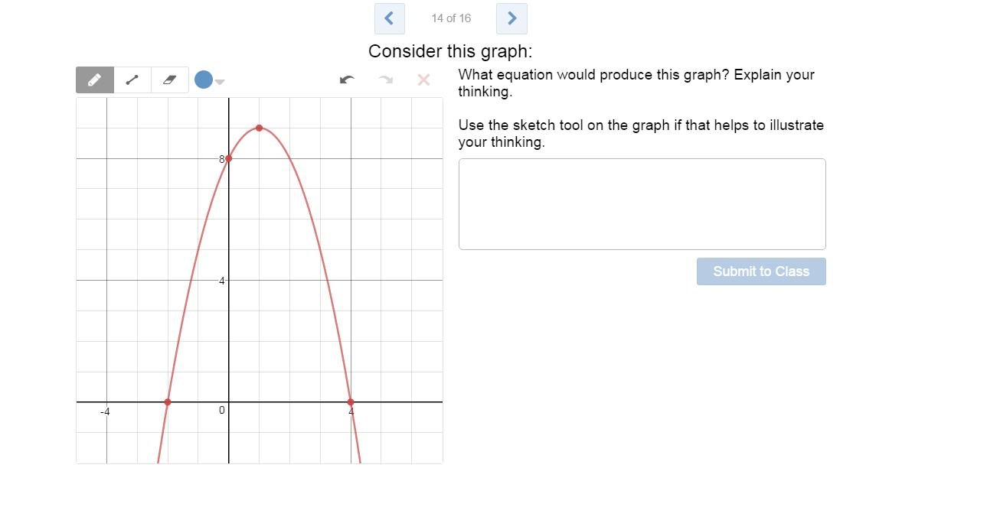 14 of 16
Consider this graph:
What equation would produce this graph? Explain your
thinking.
Use the sketch tool on the graph if that helps to illustrate
your thinking.
8
4
-4
0
4
Submit to Class